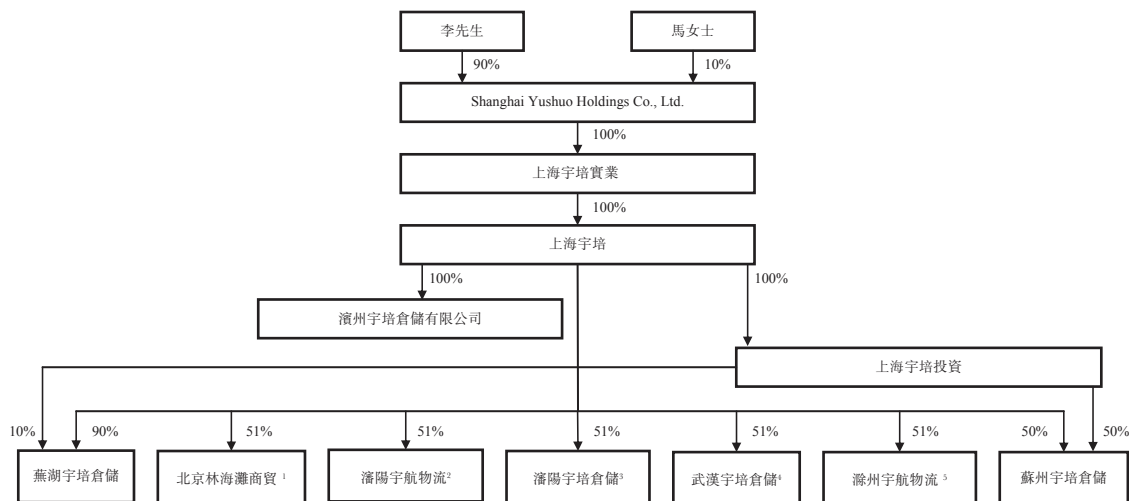 李先生
馬女士
90%
10%
Shanghai Yushuo Holdings Co., Ltd.
100%
上海宇培實業
100%
上海宇培
100%
100%
濱州宇培倉儲有限公司
上海宇培投資
10%
90%
51%
51%
51%
51%
51%
50%
50%
蕪湖宇培倉儲
北京林海灘商貿 1
瀋陽宇航物流2
瀋陽宇培倉儲3
武漢宇培倉儲4
滁州宇航物流 5
蘇州宇培倉儲